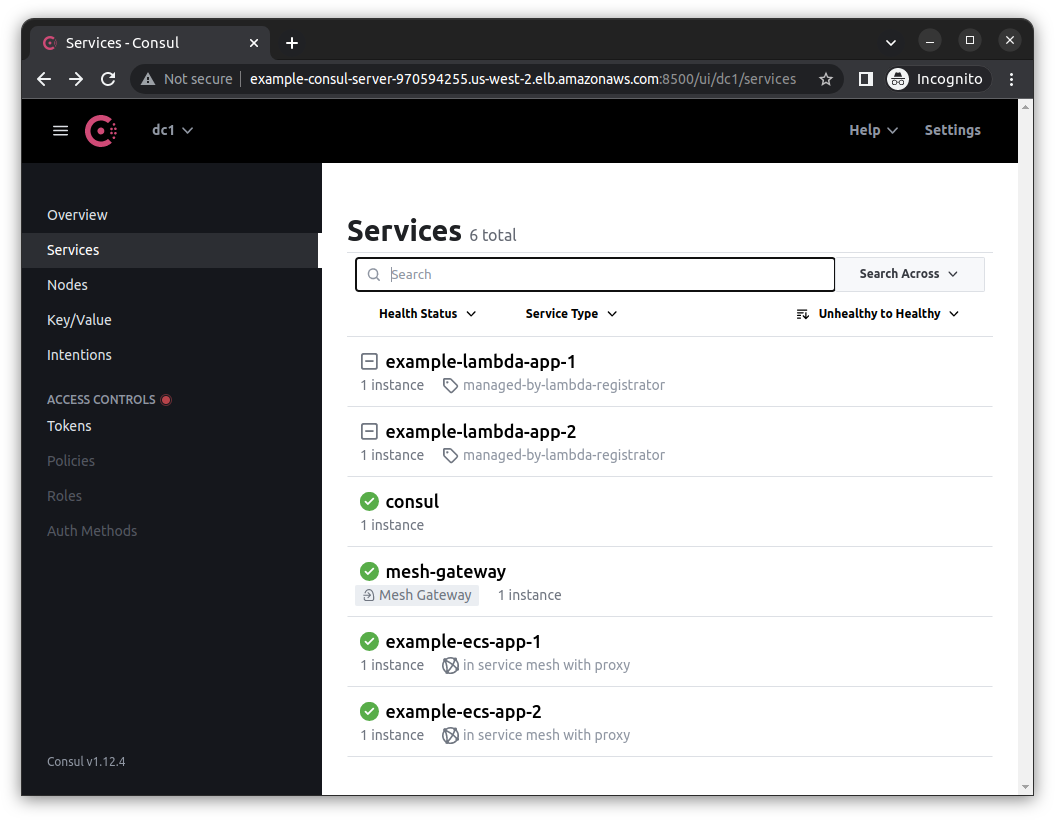 Services - Consul
Not secure example-consul-server-970594255.us-west-2.elb.amazonaws.com:8500/ui/dc1/services Incognito
dc1 Help Settings
Overview
Services
Nodes
Key/Value
Intentions
ACCESS CONTROLS
Tokens
Policies
Roles
Auth Methods
Consul v1.12.4
Services 6 total
Search Search Across
Health Status Service Type Unhealthy to Healthy
example-lambda-app-1
1 instance managed-by-lambda-registrator
example-lambda-app-2
1 instance managed-by-lambda-registrator
consul
1 instance
mesh-gateway
Mesh Gateway 1 instance
example-ecs-app-1
1 instance in service mesh with proxy
example-ecs-app-2
1 instance in service mesh with proxy